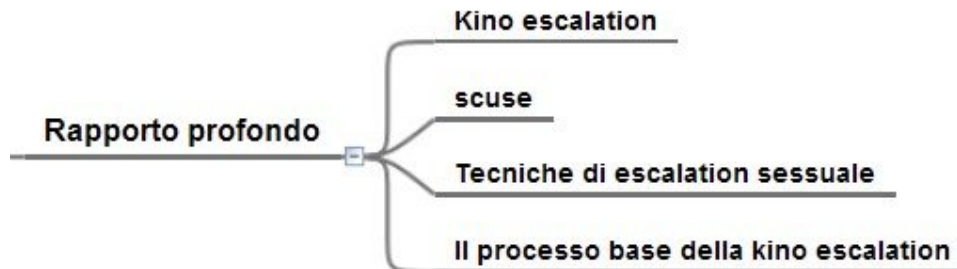 Kino escalation
scuse
Rapporto profondo
Tecniche di escalation sessuale
Il processo base della kino escalation